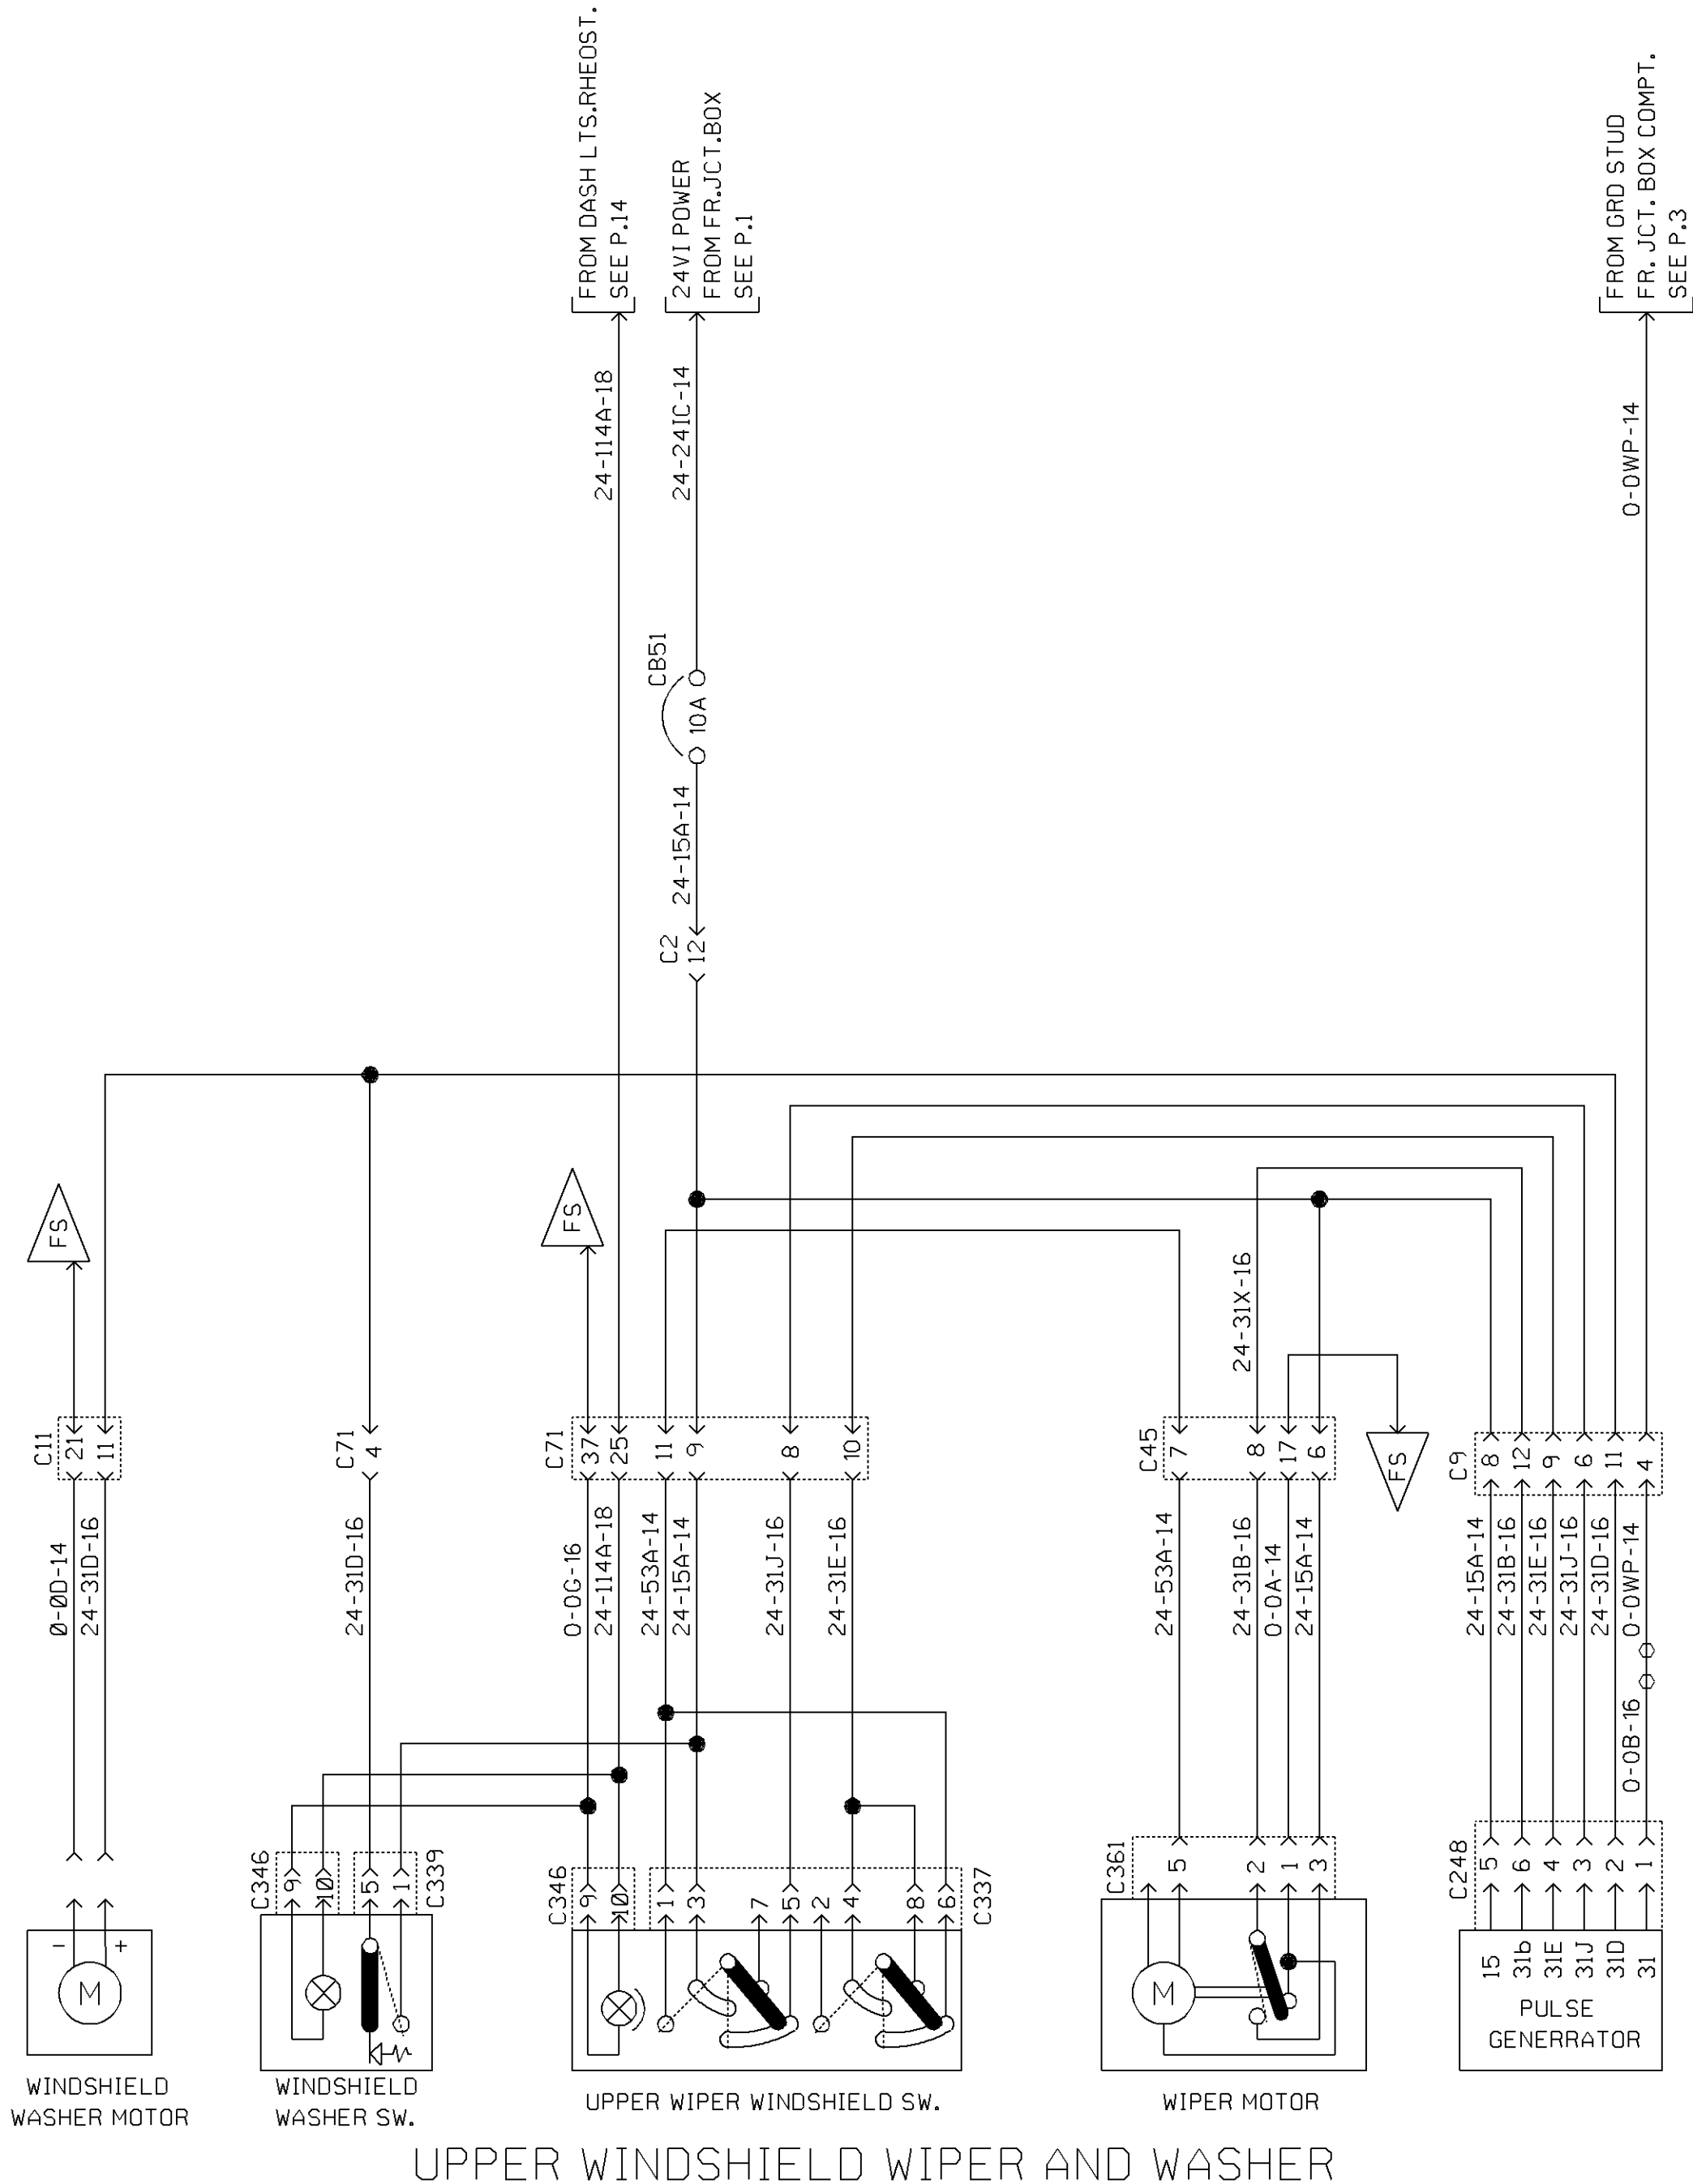 FROM DASH LTS.RHEOST.
SEE P.14
24VI POWER
FROM FR.JCT.BOX
SEE P.1
FROM GRD STUD
FR.JCT. BOX COMPT.
SEE P.3
24-114A-18
24-24IC-14
0-0WP-14
CB51
10A
24-15A-14
C2
12
FS
FS
24-31X-16
C11
21
11
C71
4
C71
37
25
11
9
8
10
C45
7
8
17
6
FS
C9
8
12
9
6
11
4
0-0D-14
24-31D-16
24-31D-16
0-0G-16
24-114A-18
24-53A-14
24-15A-14
24-31J-16
24-31E-16
24-53A-14
24-31B-16
0-0A-14
24-15A-14
24-15A-14
24-31B-16
24-31E-16
24-31J-16
24-31D-16
0-0WP-14
0-0B-16
C346
9
10
5
1
C339
C346
9
10
1
3
7
5
2
4
8
6
C337
C361
5
2
1
3
C248
5
6
4
3
2
1
-
+
M
M
15
31b
31E
31J
31D
31
PULSE
GENERRATOR
WINDSHIELD
WASHER MOTOR
WINDSHIELD
WASHER SW.
UPPER WIPER WINDSHIELD SW.
WIPER MOTOR
UPPER WINDSHIELD WIPER AND WASHER